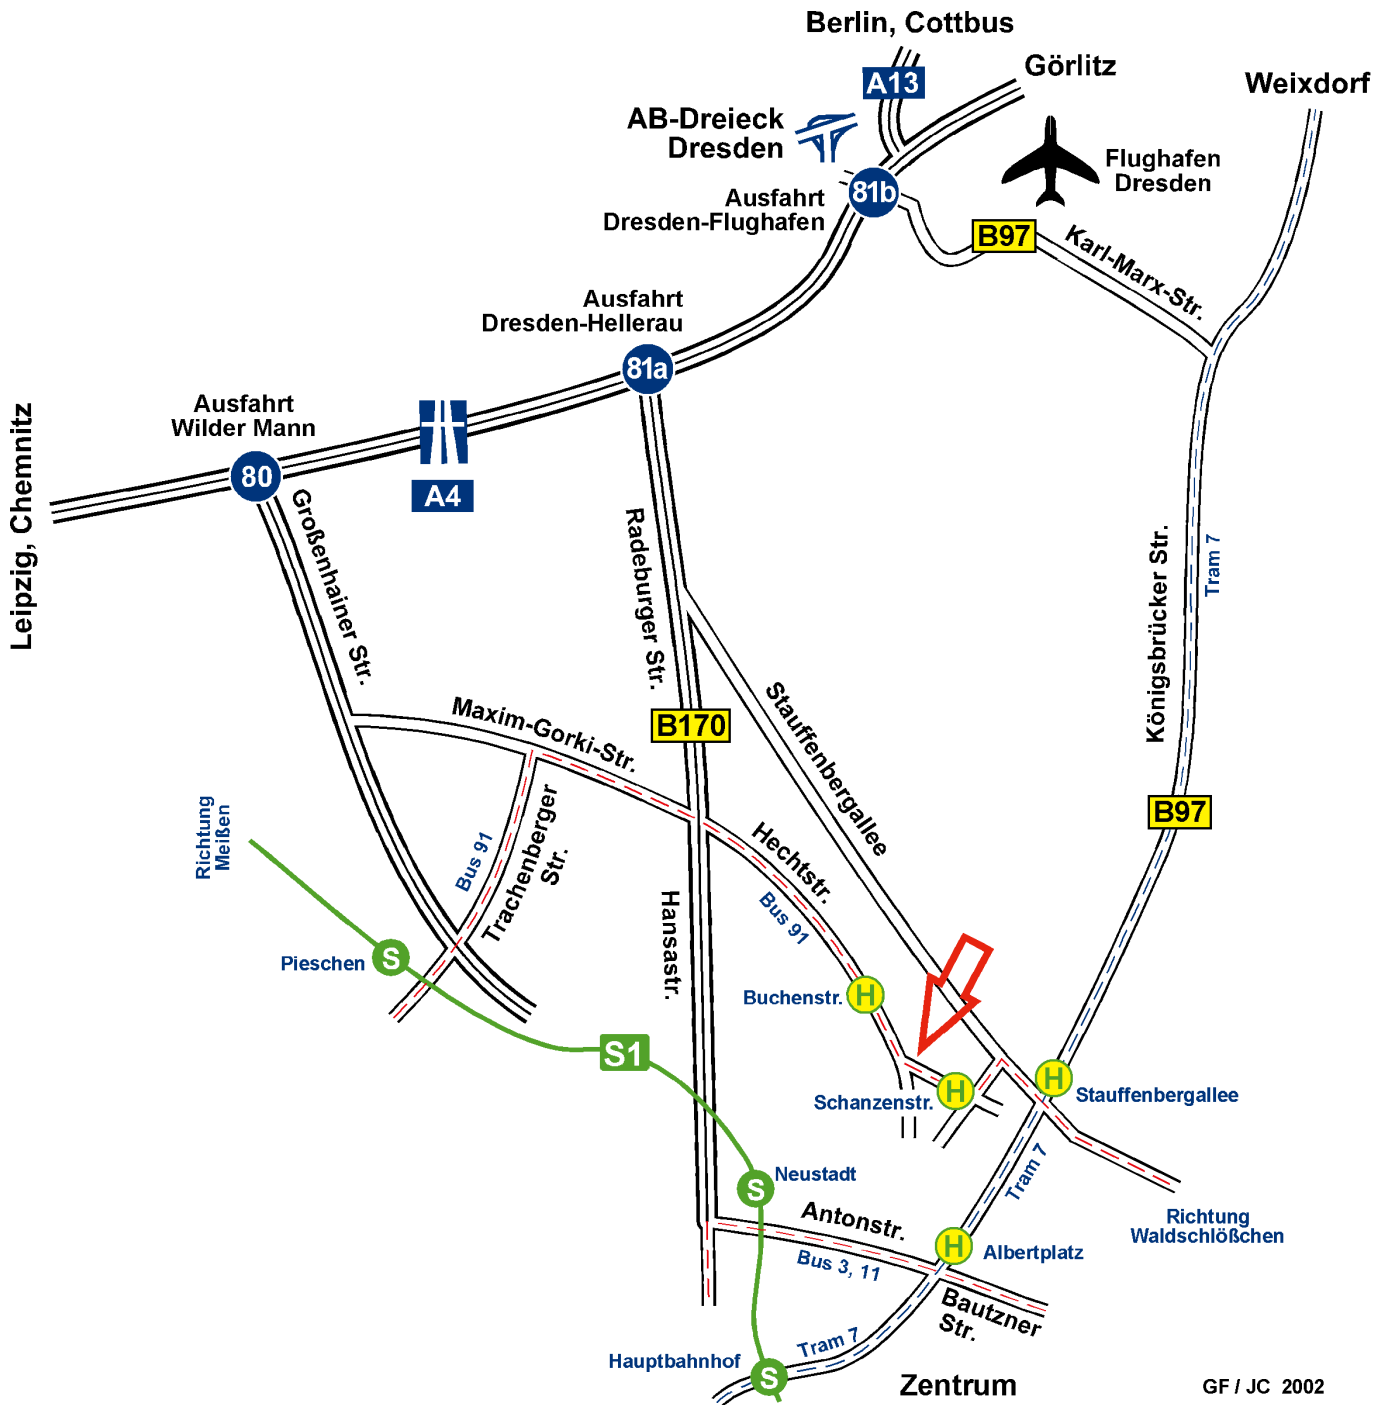 Berlin, Cottbus
A13
Görlitz
Weixdorf
AB-Dreieck
Dresden
Flughafen
Dresden
81b
Ausfahrt
Dresden-Flughafen
B97
Karl-Marx-Str.
Ausfahrt
Dresden-Hellerau
81a
Ausfahrt
Wilder Mann
80
A4
Leipzig, Chemnitz
Großenhainer Str.
Radeburger Str.
Königsbrücker Str.
Tram 7
Maxim-Gorki-Str.
B170
Stauffenbergallee
B97
Richtung
Meißen
Bus 91
Trachenberger
Str.
Hechtstr.
Bus 91
Hansastr.
Pieschen
S
Buchenstr.
H
S1
Schanzenstr.
H
H
Stauffenbergallee
Tram 7
Neustadt
S
Antonstr.
Bus 3, 11
H
Albertplatz
Richtung
Waldschlößchen
Bautzner
Str.
Tram 7
Hauptbahnhof
S
Zentrum
GF / JC 2002